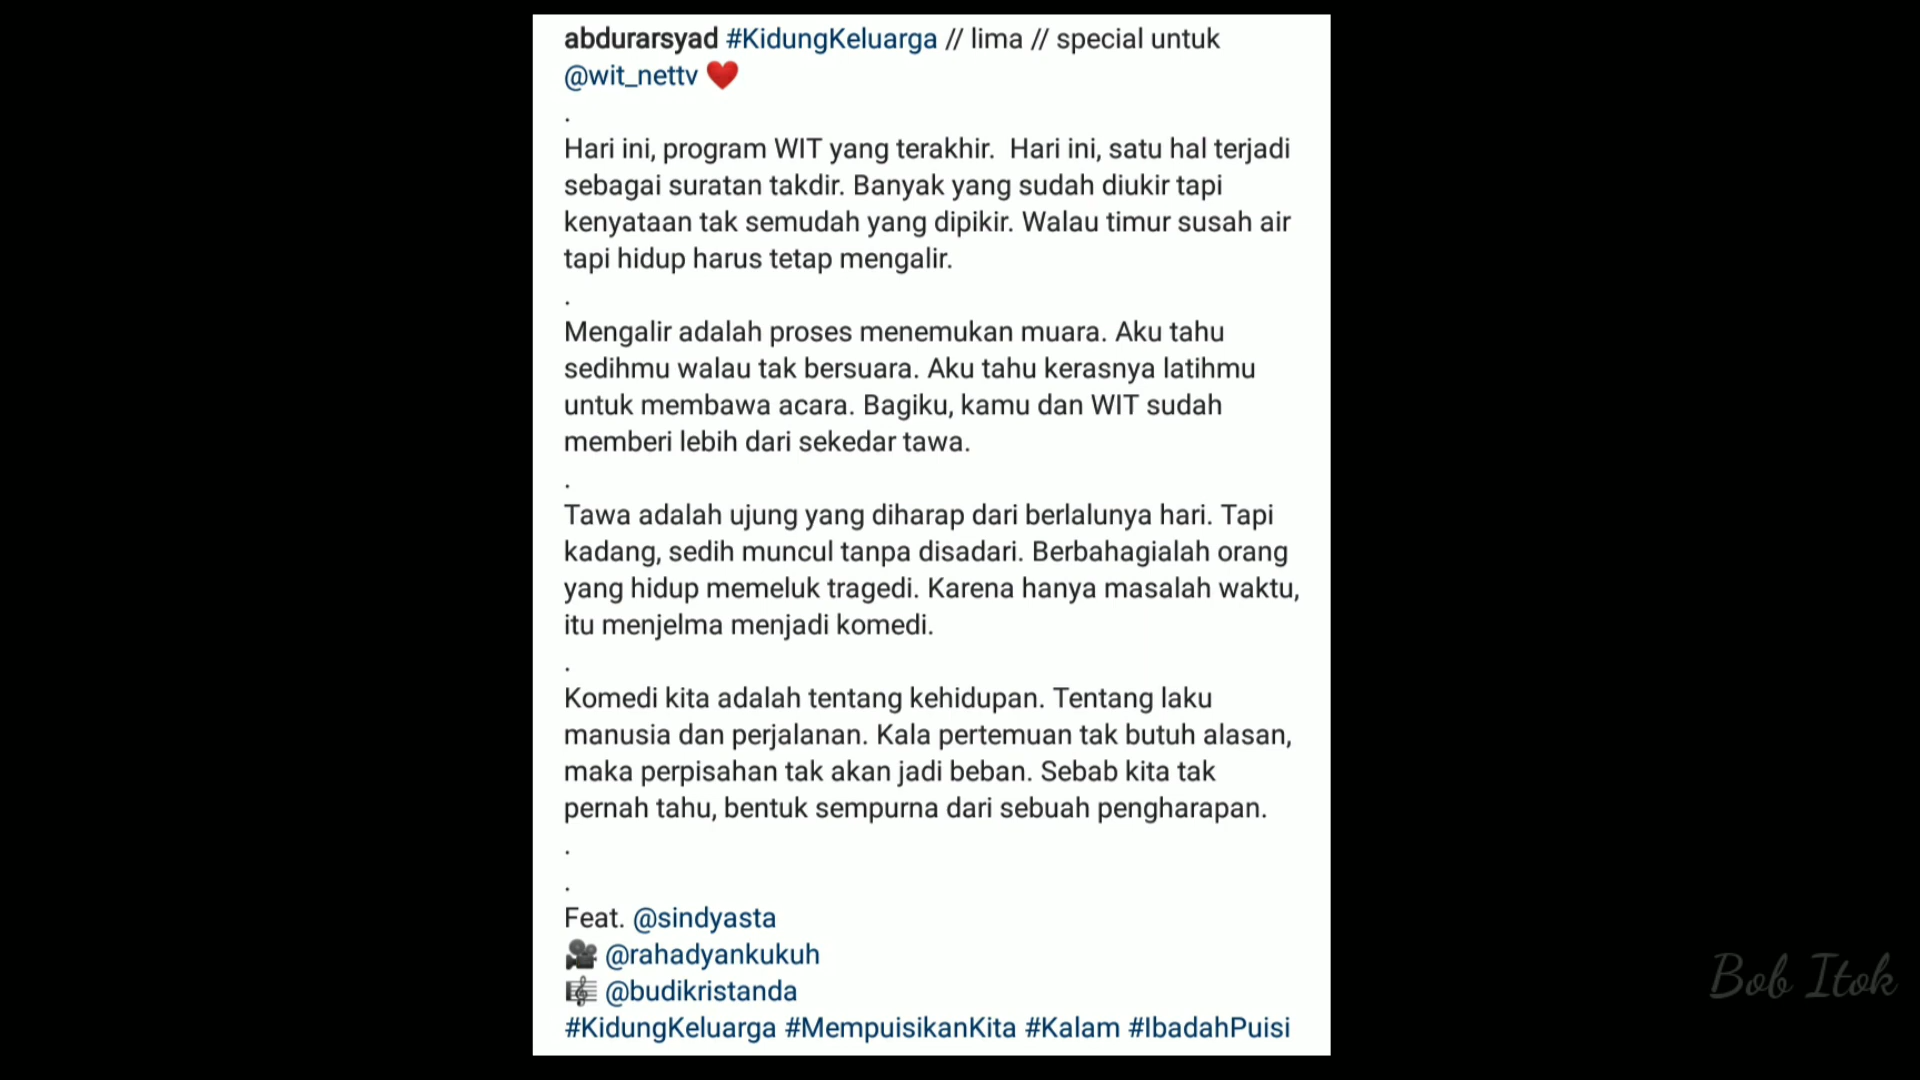 abdurarsyad #KidungKeluarga // lima // special untuk
@wit_nettv ❤️
.
Hari ini, program WIT yang terakhir.  Hari ini, satu hal terjadi
sebagai suratan takdir. Banyak yang sudah diukir tapi
kenyataan tak semudah yang dipikir. Walau timur susah air
tapi hidup harus tetap mengalir.
.
Mengalir adalah proses menemukan muara. Aku tahu
sedihmu walau tak bersuara. Aku tahu kerasnya latihmu
untuk membawa acara. Bagiku, kamu dan WIT sudah
memberi lebih dari sekedar tawa.
.
Tawa adalah ujung yang diharap dari berlalunya hari. Tapi
kadang, sedih muncul tanpa disadari. Berbahagialah orang
yang hidup memeluk tragedi. Karena hanya masalah waktu,
itu menjelma menjadi komedi.
.
Komedi kita adalah tentang kehidupan. Tentang laku
manusia dan perjalanan. Kala pertemuan tak butuh alasan,
maka perpisahan tak akan jadi beban. Sebab kita tak
pernah tahu, bentuk sempurna dari sebuah pengharapan.
.
.
Feat. @sindyasta
🎥 @rahadyankukuh
🎼 @budikristanda
#KidungKeluarga #MempuisikanKita #Kalam #IbadahPuisi
Bob Itok